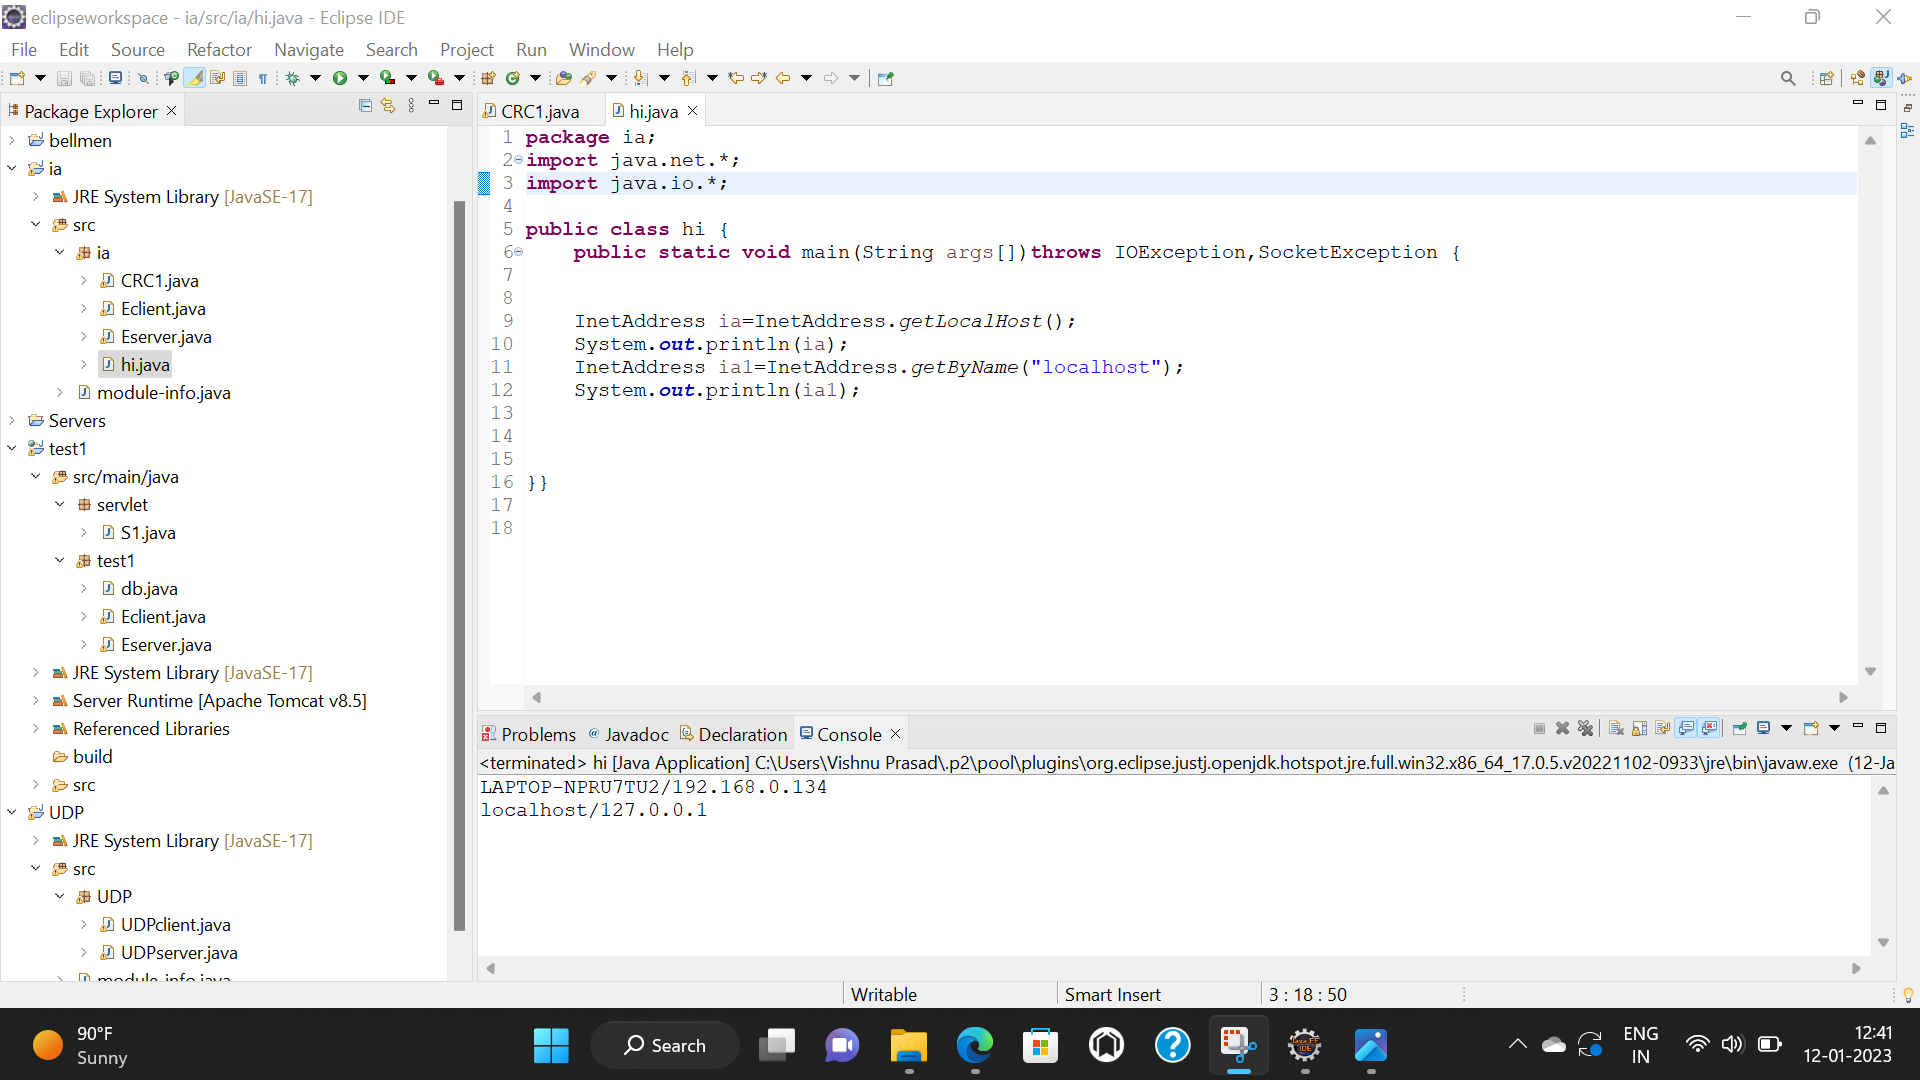 eclipseworkspace - ia/src/ia/hi.java - Eclipse IDE
File Edit Source Refactor Navigate Search Project Run Window Help
Package Explorer
bellmen
ia
JRE System Library [JavaSE-17]
src
ia
CRC1.java
Eclient.java
Eserver.java
hi.java
module-info.java
Servers
test1
src/main/java
servlet
S1.java
test1
db.java
Eclient.java
Eserver.java
JRE System Library [JavaSE-17]
Server Runtime [Apache Tomcat v8.5]
Referenced Libraries
build
src
UDP
JRE System Library [JavaSE-17]
src
UDP
UDPclient.java
UDPserver.java
module-info.java
CRC1.java hi.java
1 package ia;
2 import java.net.*;
3 import java.io.*;
4
5 public class hi {
6 public static void main(String args[])throws IOException,SocketException {
7
8
9 InetAddress ia=InetAddress.getLocalHost();
10 System.out.println(ia);
11 InetAddress ia1=InetAddress.getByName("localhost");
12 System.out.println(ia1);
13
14
15
16 }}
17
18
Problems @ Javadoc Declaration Console
<terminated> hi [Java Application] C:\Users\Vishnu Prasad\.p2\pool\plugins\org.eclipse.justj.openjdk.hotspot.jre.full.win32.x86_64_17.0.5.v20221102-0933\jre\bin\javaw.exe (12-Ja
LAPTOP-NPRU7TU2/192.168.0.134
localhost/127.0.0.1
Writable Smart Insert 3 : 18 : 50
90°F
Sunny
Search
ENG
IN
12:41
12-01-2023